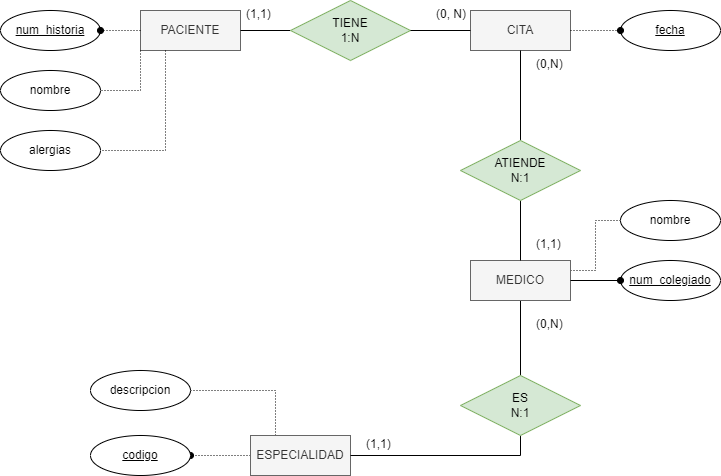 num_historia
PACIENTE
(1,1)
TIENE
1:N
(0, N)
CITA
fecha
nombre
(0,N)
alergias
ATIENDE
N:1
nombre
(1,1)
MEDICO
num_colegiado
(0,N)
descripcion
ES
N:1
codigo
ESPECIALIDAD
(1,1)